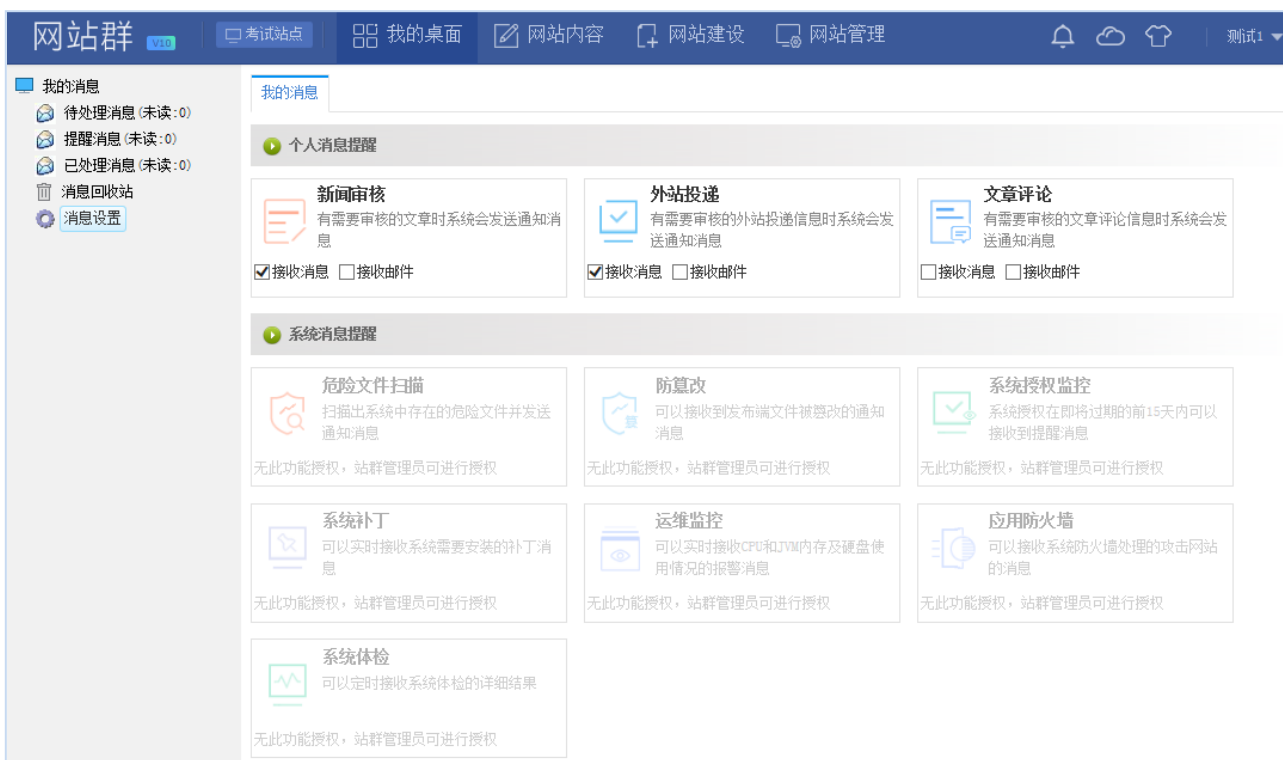 网站群 V10 考试站点 我的桌面 网站内容 网站建设 网站管理 测试1
我的消息
待处理消息(未读:0)
提醒消息(未读:0)
已处理消息(未读:0)
消息回收站
消息设置
我的消息
个人消息提醒
新闻审核
有需要审核的文章时系统会发送通知消
息
接收消息 接收邮件
外站投递
有需要审核的外站投递信息时系统会发
送通知消息
接收消息 接收邮件
文章评论
有需要审核的文章评论信息时系统会发
送通知消息
接收消息 接收邮件
系统消息提醒
危险文件扫描
扫描出系统中存在的危险文件并发送
通知消息
无此功能授权，站群管理员可进行授权
防篡改
可以接收到发布端文件被篡改的通知
消息
无此功能授权，站群管理员可进行授权
系统授权监控
系统授权在即将过期的前15天内可以
接收到提醒消息
无此功能授权，站群管理员可进行授权
系统补丁
可以实时接收系统需要安装的补丁消
息
无此功能授权，站群管理员可进行授权
运维监控
可以实时接收CPU和JVM内存及硬盘使
用情况的报警消息
无此功能授权，站群管理员可进行授权
应用防火墙
可以接收系统防火墙处理的攻击网站
的消息
无此功能授权，站群管理员可进行授权
系统体检
可以定时接收系统体检的详细结果
无此功能授权，站群管理员可进行授权